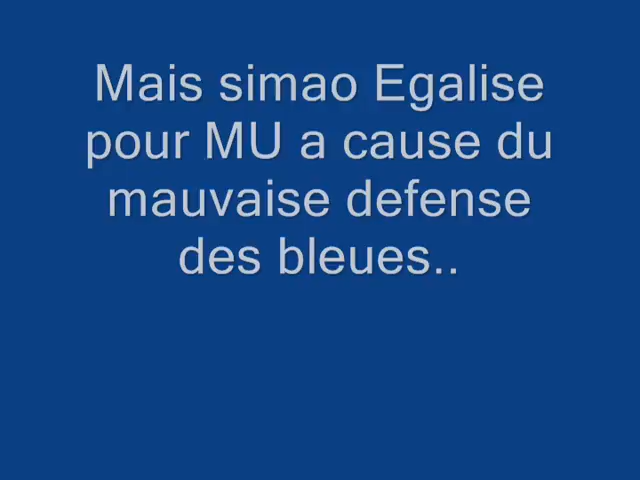 Mais simao Egalise
pour MU a cause du
mauvaise defense
des bleues..